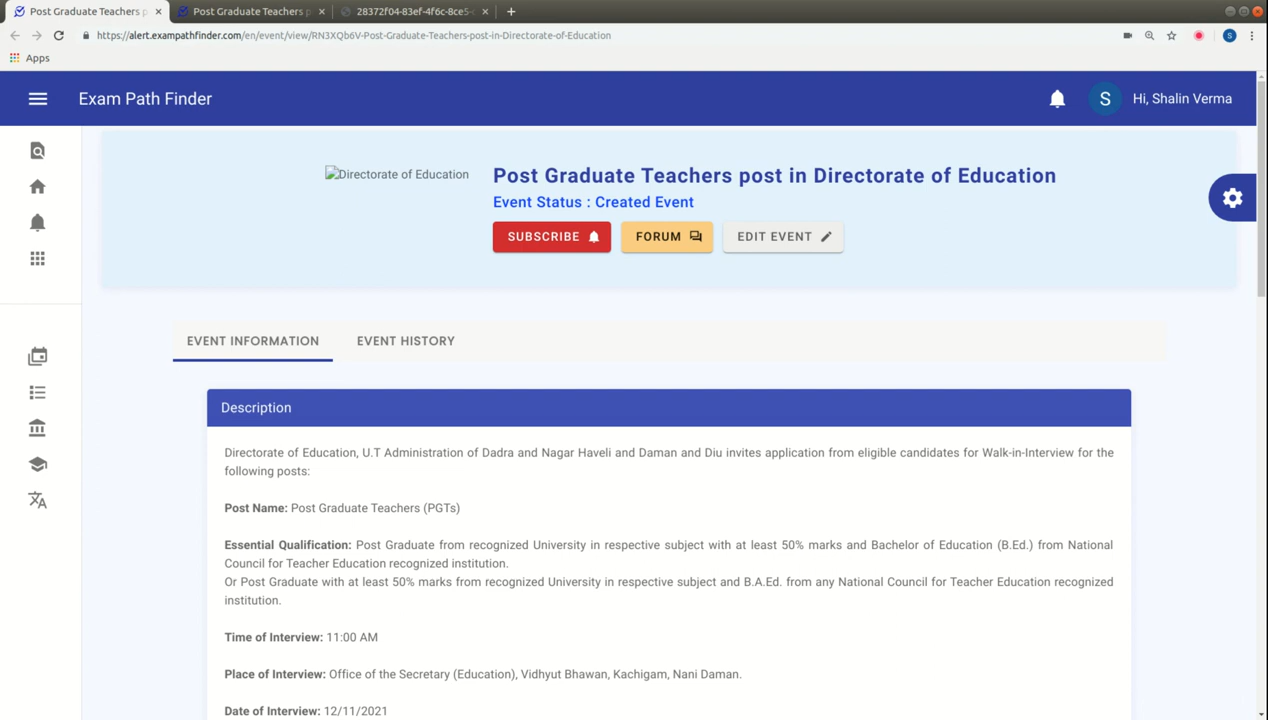 Post Graduate Teachers p
Post Graduate Teachers p
28372f04-83ef-4f6c-8ce5-
https://alert.exampathfinder.com/en/event/view/RN3XQb6V-Post-Graduate-Teachers-post-in-Directorate-of-Education
S
Apps
Exam Path Finder
S
Hi, Shalin Verma
Directorate of Education
Post Graduate Teachers post in Directorate of Education
Event Status : Created Event
SUBSCRIBE
FORUM
EDIT EVENT
EVENT INFORMATION
EVENT HISTORY
Description
Directorate of Education, U.T Administration of Dadra and Nagar Haveli and Daman and Diu invites application from eligible candidates for Walk-in-Interview for the
following posts:
Post Name: Post Graduate Teachers (PGTs)
Essential Qualification: Post Graduate from recognized University in respective subject with at least 50% marks and Bachelor of Education (B.Ed.) from National
Council for Teacher Education recognized institution.
Or Post Graduate with at least 50% marks from recognized University in respective subject and B.A.Ed. from any National Council for Teacher Education recognized
institution.
Time of Interview: 11:00 AM
Place of Interview: Office of the Secretary (Education), Vidhyut Bhawan, Kachigam, Nani Daman.
Date of Interview: 12/11/2021